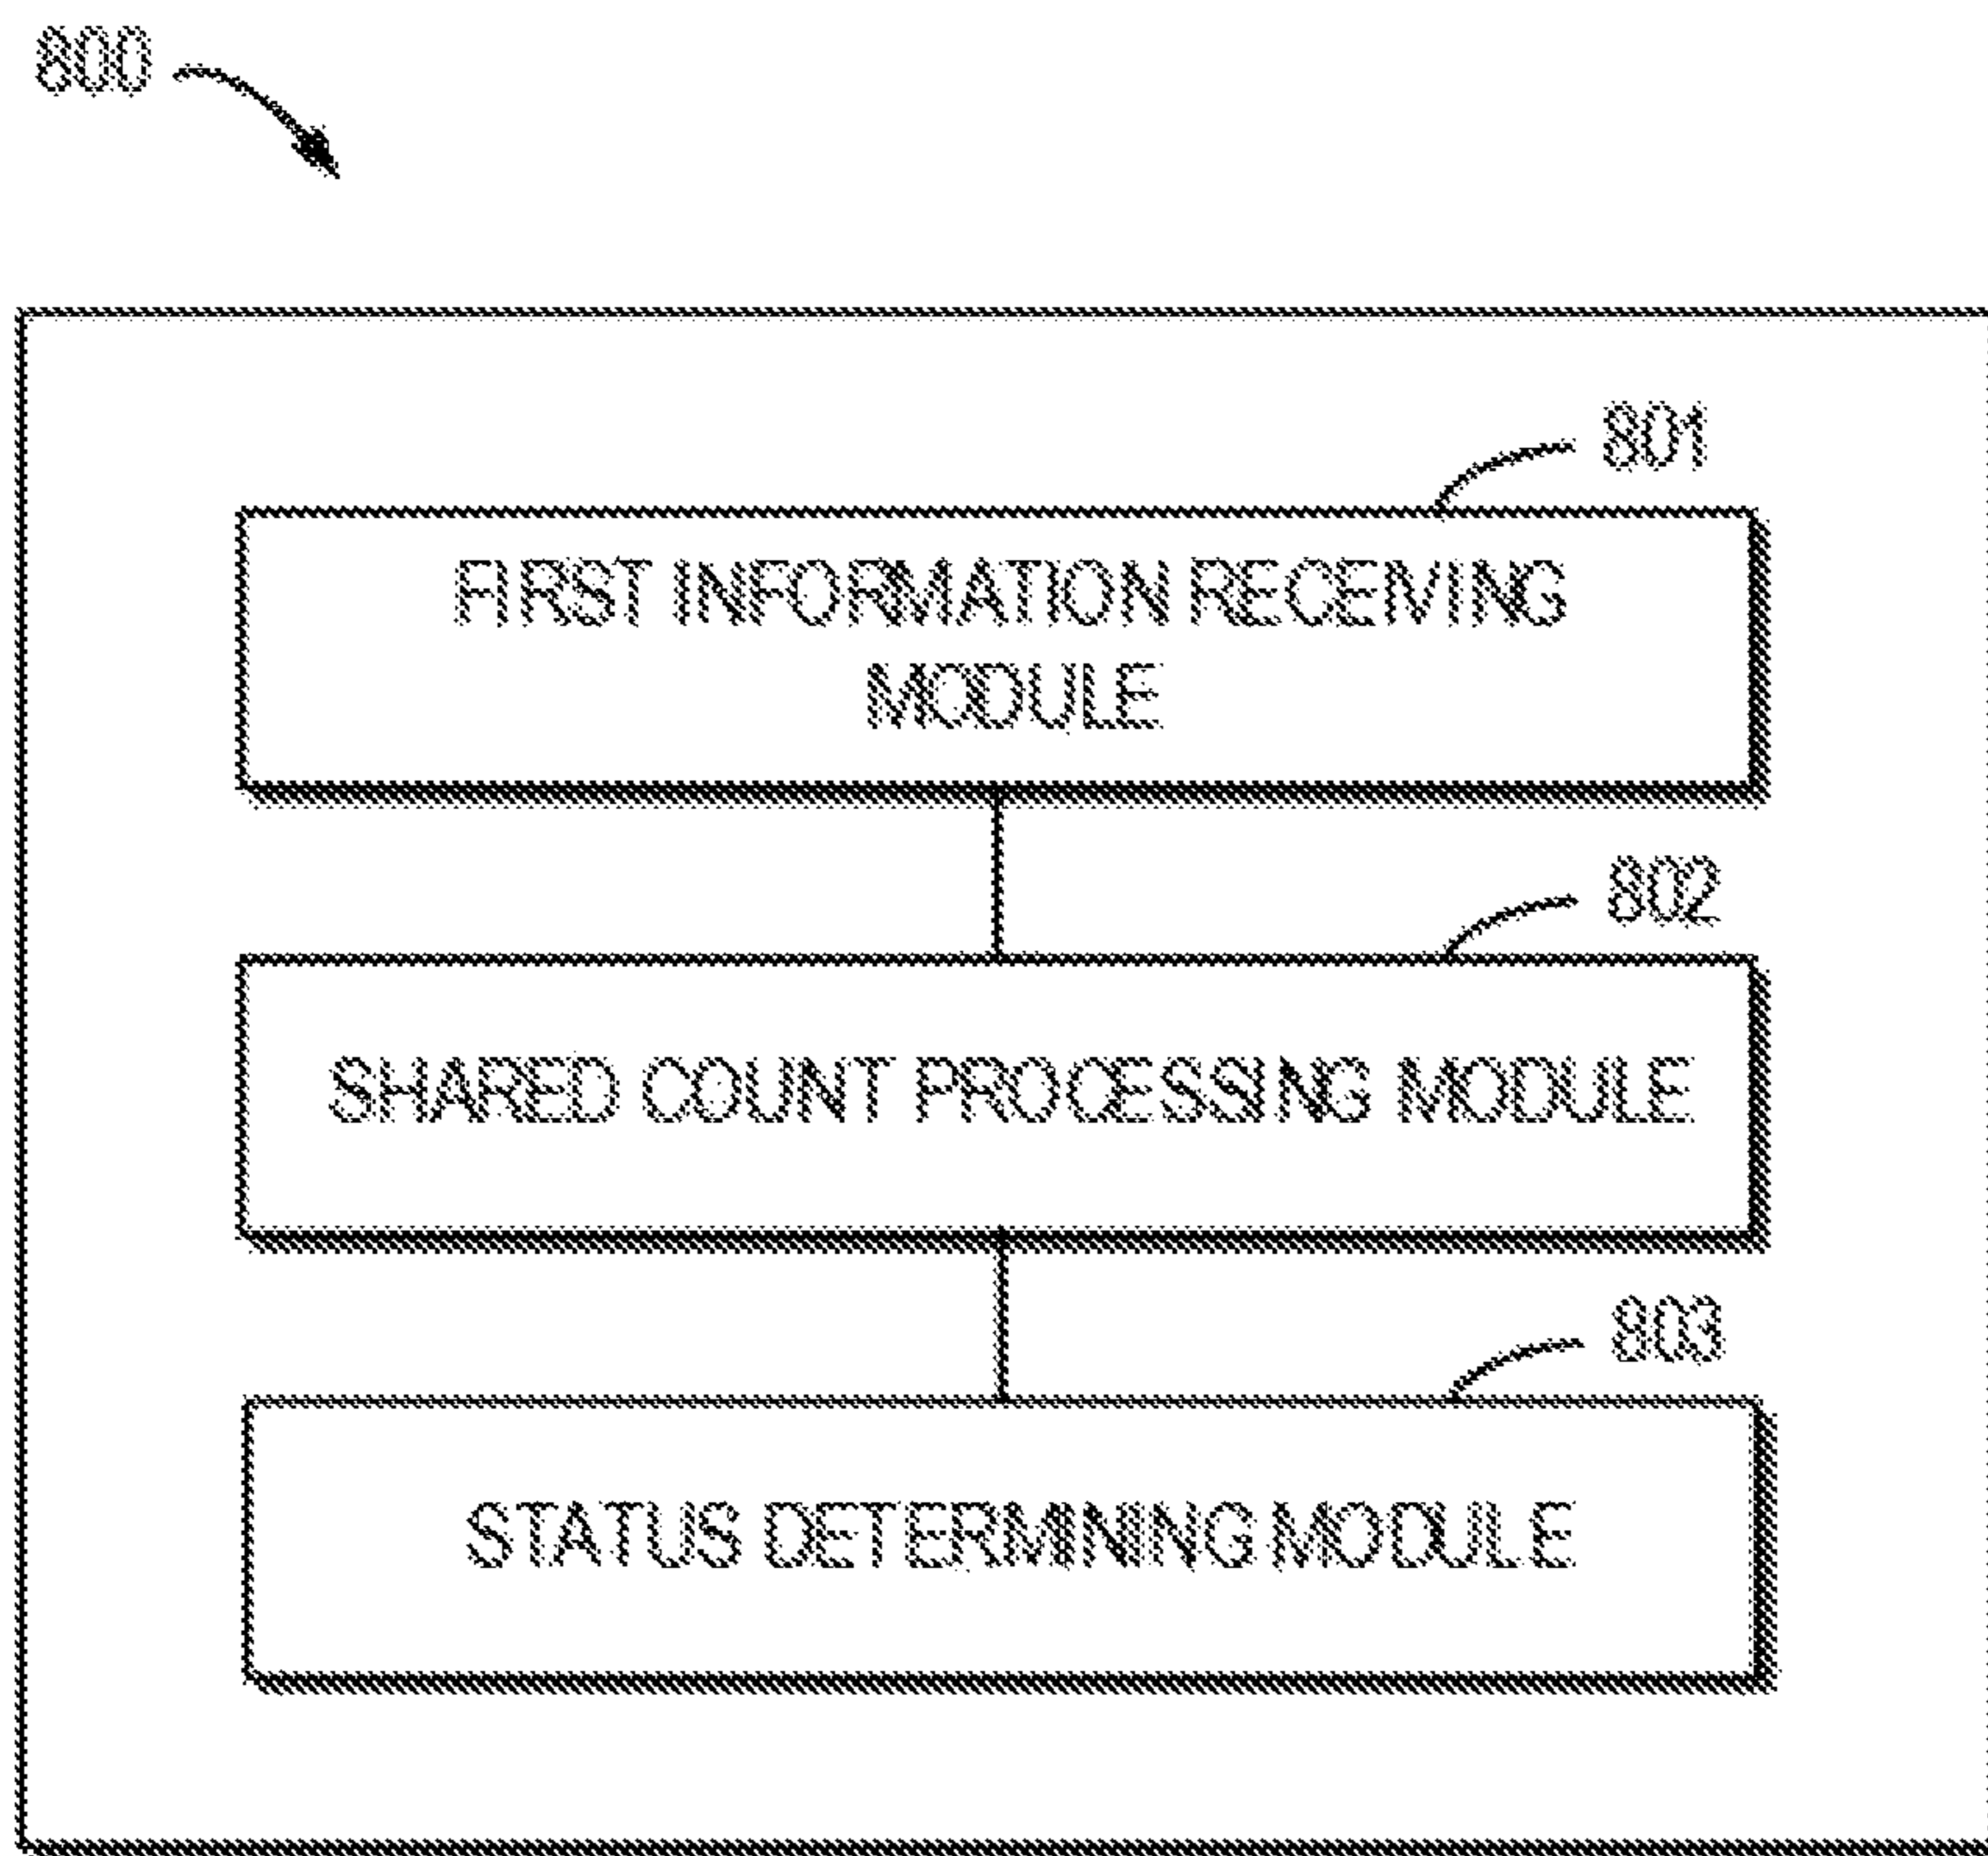 800
801
FIRST INFORMATION RECEIVING
MODULE
802
SHARED COUNT PROCESSING MODULE
803
STATUS DETERMINING MODULE